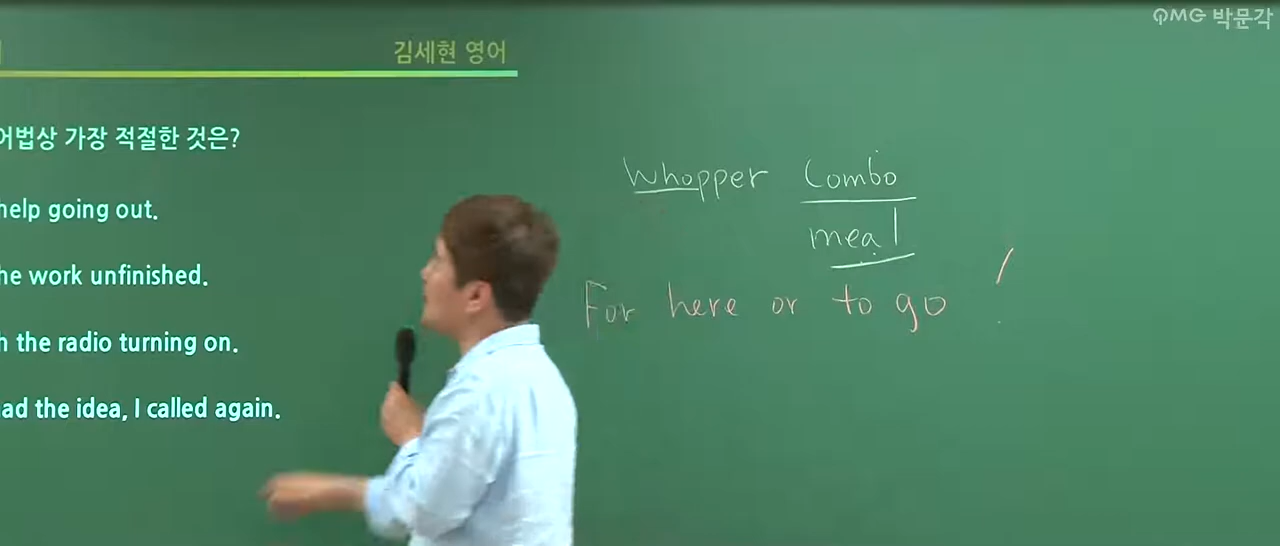 PMG 박문각
김세현 영어
어법상 가장 적절한 것은?
help going out.
he work unfinished.
h the radio turning on.
ad the idea, I called again.
Whopper Combo
meal
For here or to go